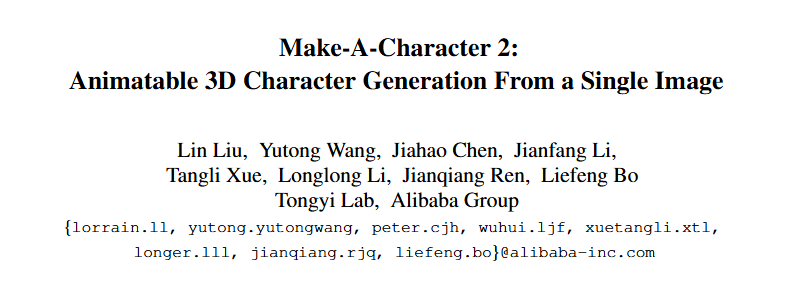 Make-A-Character 2:
Animatable 3D Character Generation From a Single Image
Lin Liu, Yutong Wang, Jiahao Chen, Jianfang Li,
Tangli Xue, Longlong Li, Jianqiang Ren, Liefeng Bo
Tongyi Lab, Alibaba Group
{lorrain.ll, yutong.yutongwang, peter.cjh, wuhui.ljf, xuetangli.xtl,
longer.lll, jianqiang.rjq, liefeng.bo}@alibaba-inc.com